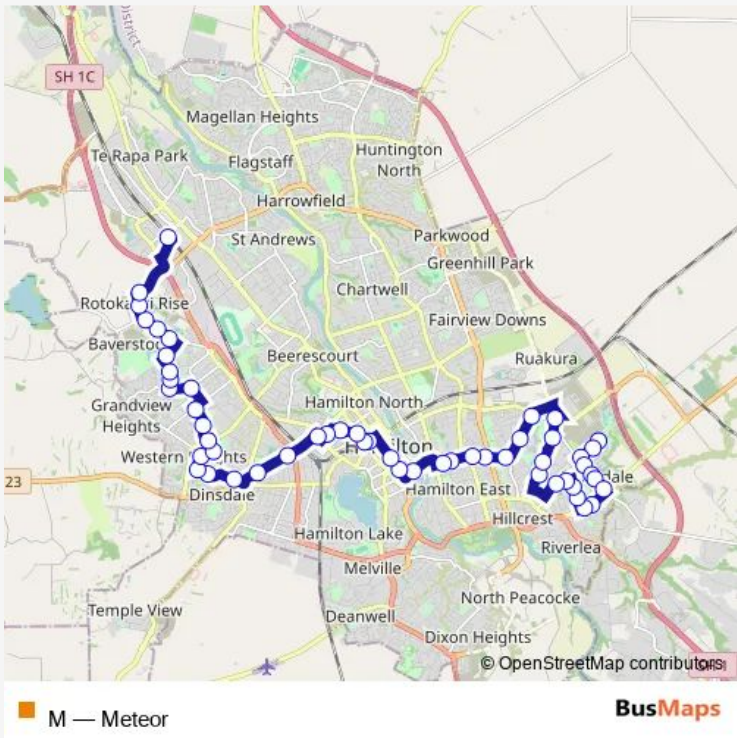 District
SH 1C
Magellan Heights
Te Rapa Park
Flagstaff
Huntington
North
Harrowfield
St Andrews
Parkwood
Greenhill Park
Chartwell
Rise
Fairview Downs
Beerescourt
Ruakura
Hamilton North
Grandview
Heights
Western
Dinsdale
23
Hamilton East
Hillcrest
Hamilton Lake
Riverlea
Melville
North Peacocke
Temple View
Deanwell
Dixon Heights
© OpenStreetMap contributors
M — Meteor
BusMaps